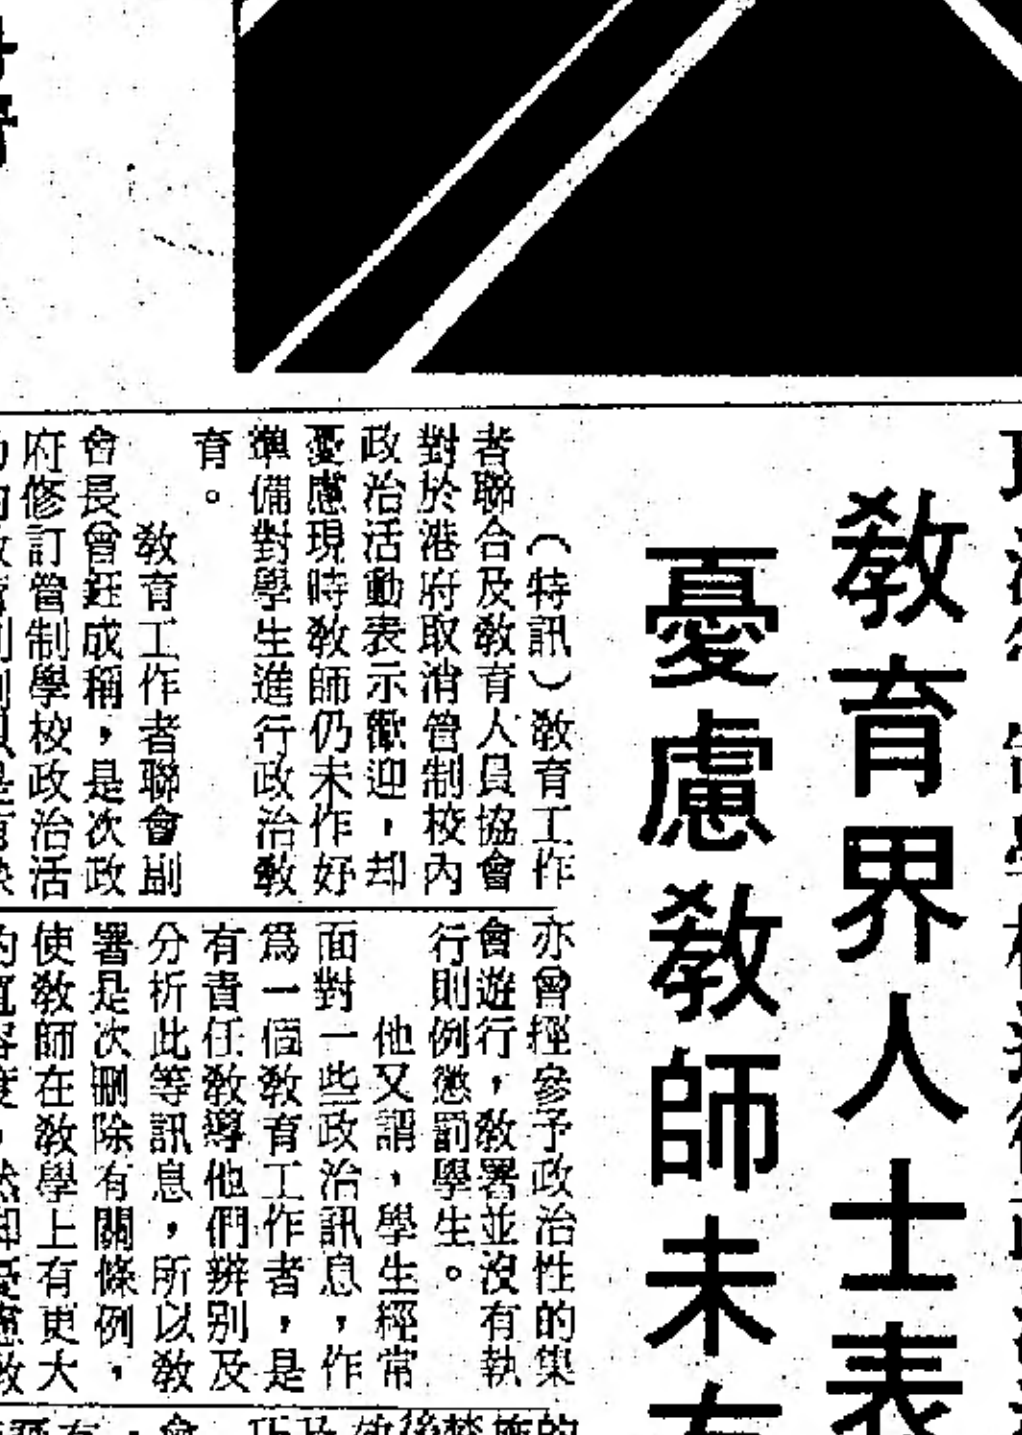 教育界人士表
憂慮教師未
（特訊）教育工作
者聯合及教育人員協會
對於港府取消管制校內
政治活動表示歡迎，却
憂慮現時教師仍未作好
準備對學生進行政治教
育。
教育工作者聯會副
會長曾鈺成稱，是次政
府修訂管制學校政治活
亦曾經參予政治性的集
會遊行，教署並沒有執
行則例懲罰學生。
他又謂，學生經常
面對一些政治訊息，作
爲一個教育工作者，是
有責任教導他們辨別及
分析此等訊息，所以教
署是次刪除有關條例，
使教師在教學上有更大